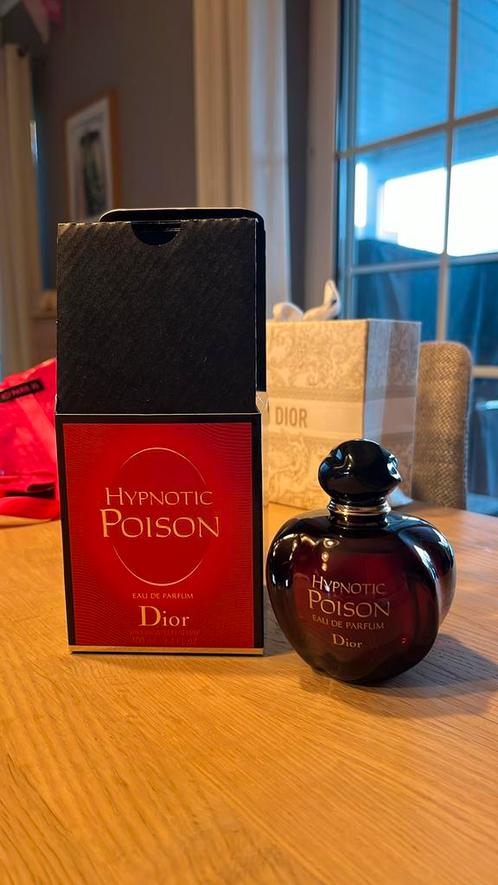 HYPNOTIC
POISON
EAU DE PARFUM
Dior
DIOR
HYPNOTIC
POISON
EAU DE PARFUM
Dior